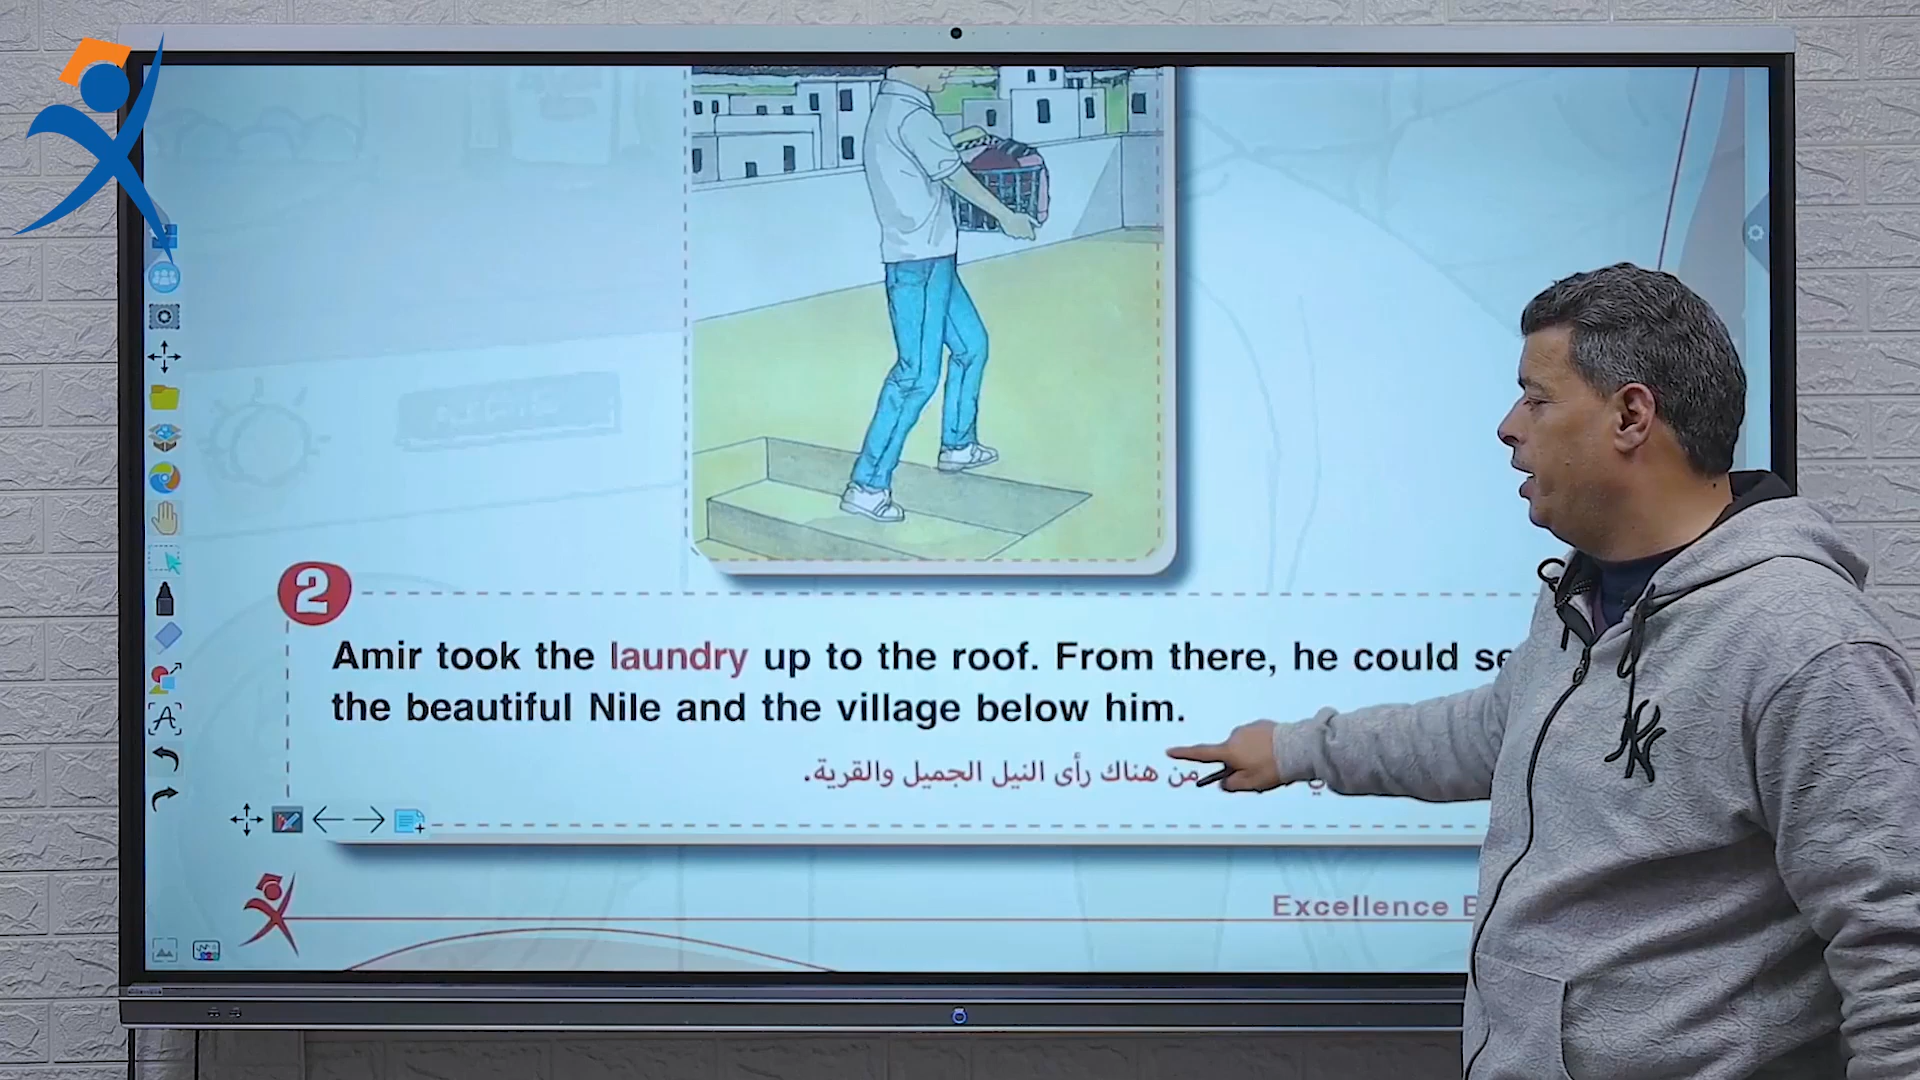 2
Amir took the laundry up to the roof. From there, he could
the beautiful Nile and the village below him.
من هناك رأى النيل الجميل والقرية.
Excellence